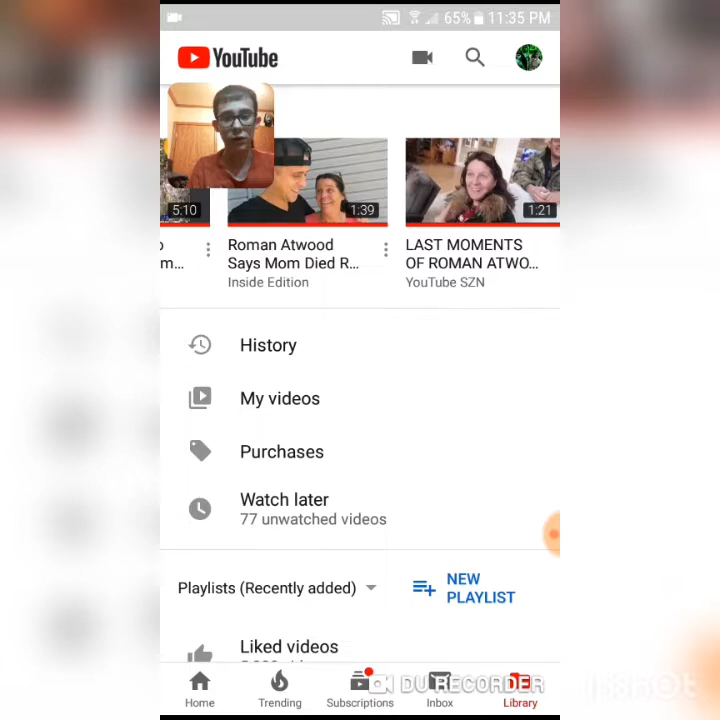 65% 11:35 PM
YouTube
5:10
1:39
1:21
m...
Roman Atwood
Says Mom Died R...
Inside Edition
LAST MOMENTS
OF ROMAN ATWO...
YouTube SZN
History
My videos
Purchases
Watch later
77 unwatched videos
Playlists (Recently added)
NEW
PLAYLIST
Liked videos
DU RECORDER
Home
Trending
Subscriptions
Inbox
Library